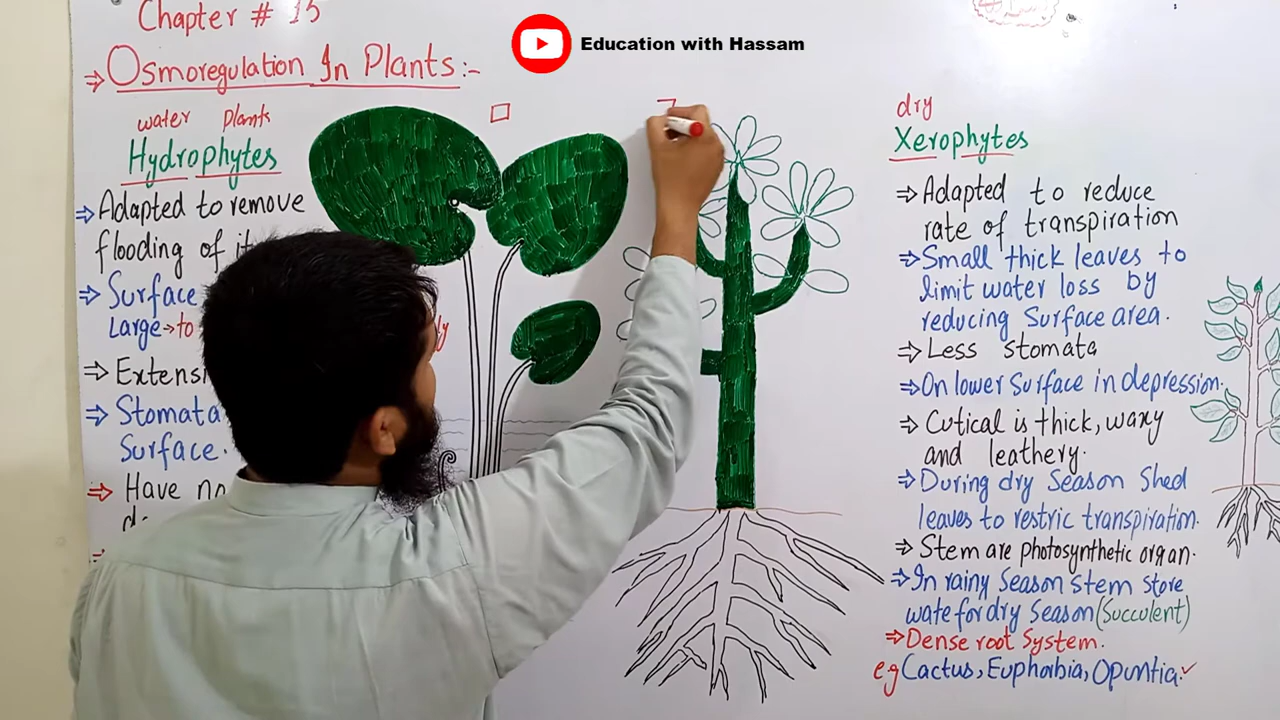 Chapter # 15
Education with Hassam
⇒ Osmoregulation In Plants:-
water plants
Hydrophytes
⇒ Adapted to remove
flooding of
⇒ Surface
Large → to
⇒
⇒ Stomata
Surface.
⇒ Have no
dry
Xerophytes
⇒ Adapted to reduce
rate of transpiration
⇒ Small thick leaves to
limit water loss by
reducing Surface area.
⇒ Less stomata
⇒ On lower Surface in depression.
⇒ Cutical is thick, waxy
and leathery.
⇒ During dry Season Shed
leaves to restric transpiration.
⇒ Stem are photosynthetic organ.
⇒ In rainy Season stem store
wate for dry Season (Succulent)
⇒ Dense root System.
eg Cactus, Euphorbia, Opuntia.